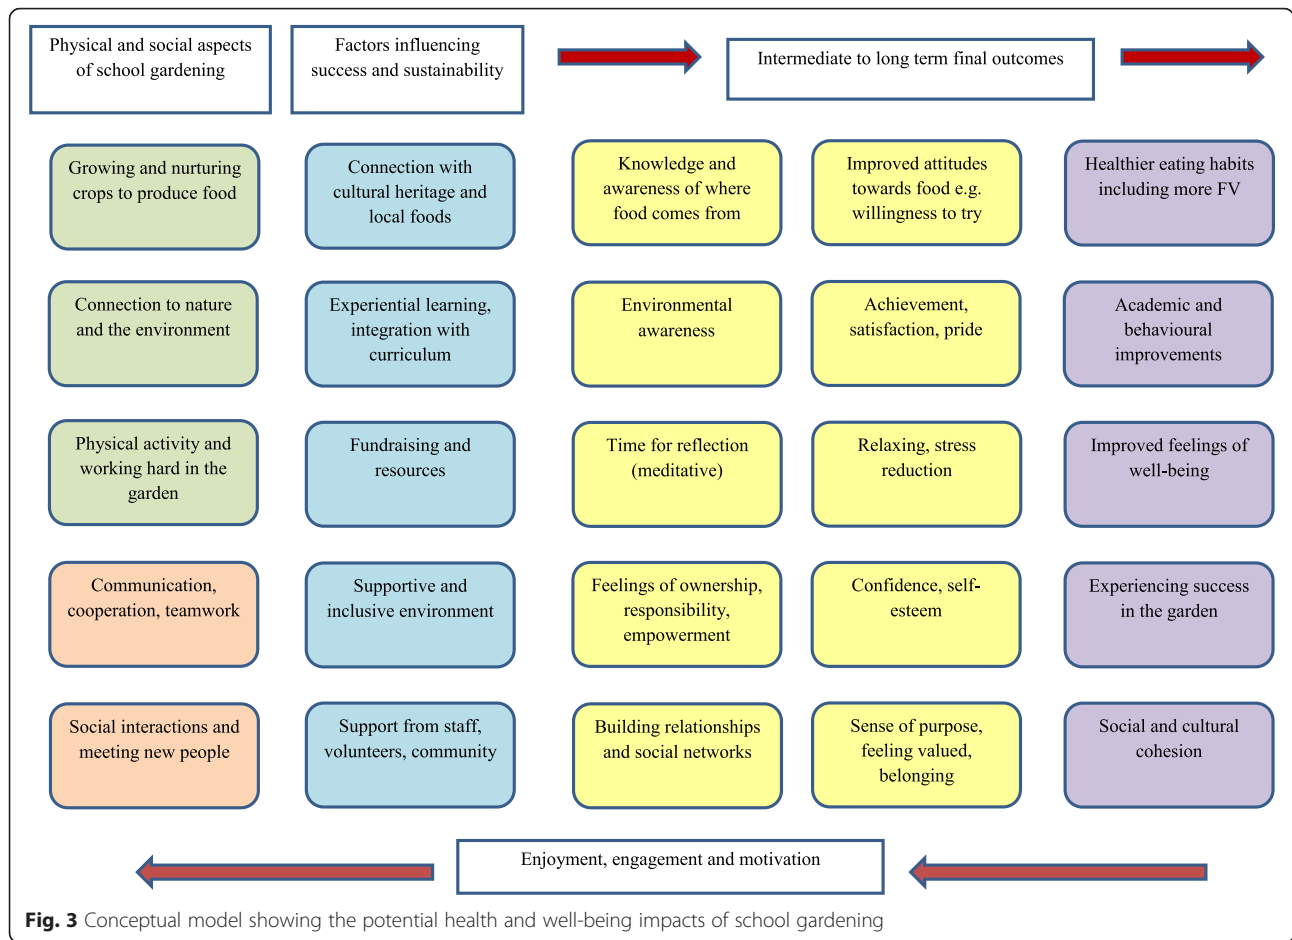 Physical and social aspects
of school gardening
Factors influencing
success and sustainability
Intermediate to long term final outcomes
Growing and nurturing
crops to produce food
Connection with
cultural heritage and
local foods
Knowledge and
awareness of where
food comes from
Improved attitudes
towards food e.g.
willingness to try
Healthier eating habits
including more FV
Connection to nature
and the environment
Experiential learning,
integration with
curriculum
Environmental
awareness
Achievement,
satisfaction, pride
Academic and
behavioural
improvements
Physical activity and
working hard in the
garden
Fundraising and
resources
Time for reflection
(meditative)
Relaxing, stress
reduction
Improved feelings of
well-being
Communication,
cooperation, teamwork
Supportive and
inclusive environment
Feelings of ownership,
responsibility,
empowerment
Confidence, self-
esteem
Experiencing success
in the garden
Social interactions and
meeting new people
Support from staff,
volunteers, community
Building relationships
and social networks
Sense of purpose,
feeling valued,
belonging
Social and cultural
cohesion
Enjoyment, engagement and motivation
Fig. 3 Conceptual model showing the potential health and well-being impacts of school gardening